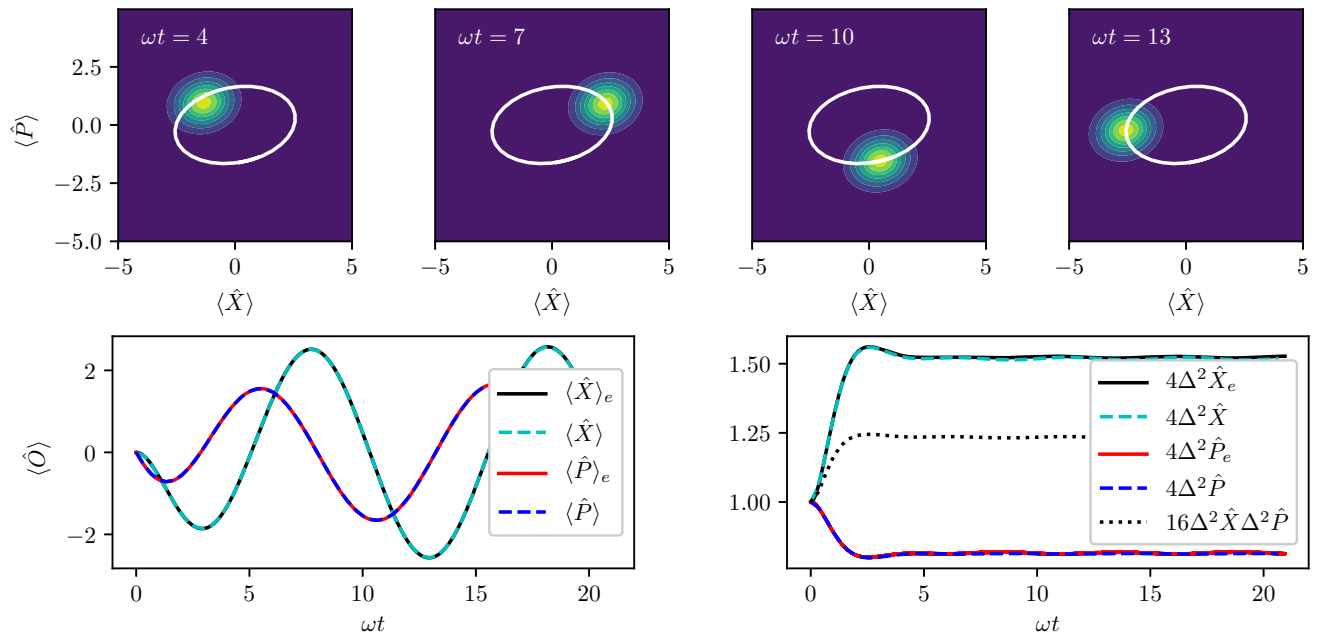 ωt = 4
ωt = 7
ωt = 10
ωt = 13
⟨P̂⟩
2.5
0.0
−2.5
−5.0
−5 0 5
−5 0 5
−5 0 5
−5 0 5
⟨X̂⟩
⟨X̂⟩
⟨X̂⟩
⟨X̂⟩
⟨Ô⟩
2
0
−2
⟨X̂⟩ₑ
⟨X̂⟩
⟨P̂⟩ₑ
⟨P̂⟩
0 5 10 15 20
ωt
1.50
1.25
1.00
4Δ²X̂ₑ
4Δ²X̂
4Δ²P̂ₑ
4Δ²P̂
16Δ²X̂Δ²P̂
0 5 10 15 20
ωt